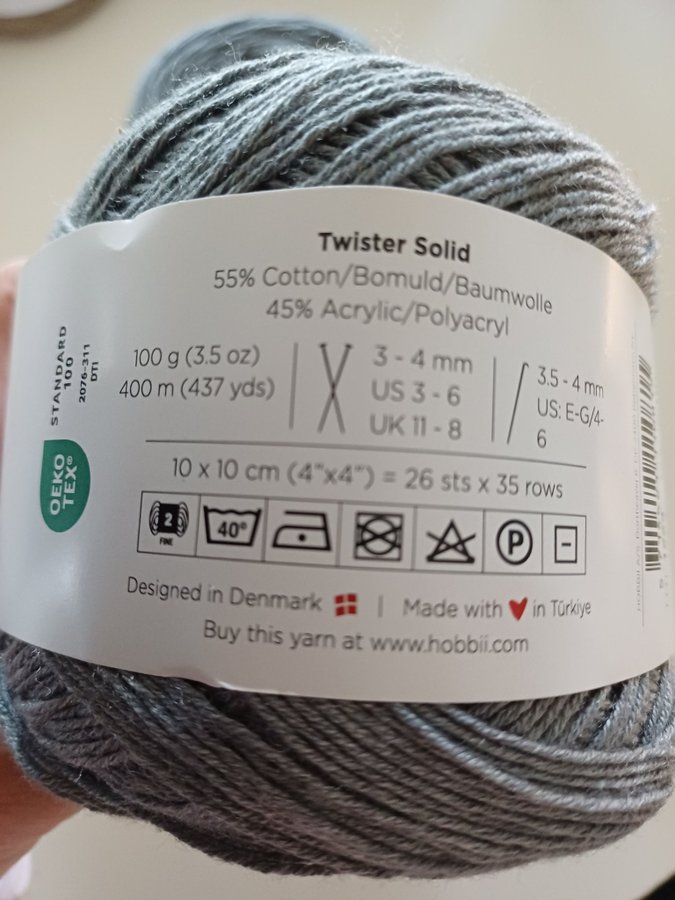 Twister Solid
55% Cotton/Bomuld/Baumwolle
45% Acrylic/Polyacryl
STANDARD
100
2076-311
DTI
OEKO
TEX®
100 g (3.5 oz)
400 m (437 yds)
3 - 4 mm
US 3 - 6
UK 11 - 8
3.5 - 4 mm
US: E-G/4-
6
10 x 10 cm (4"x4") = 26 sts x 35 rows
2
FINE
40°
P
Designed in Denmark | Made with ❤ in Türkiye
Buy this yarn at www.hobbii.com